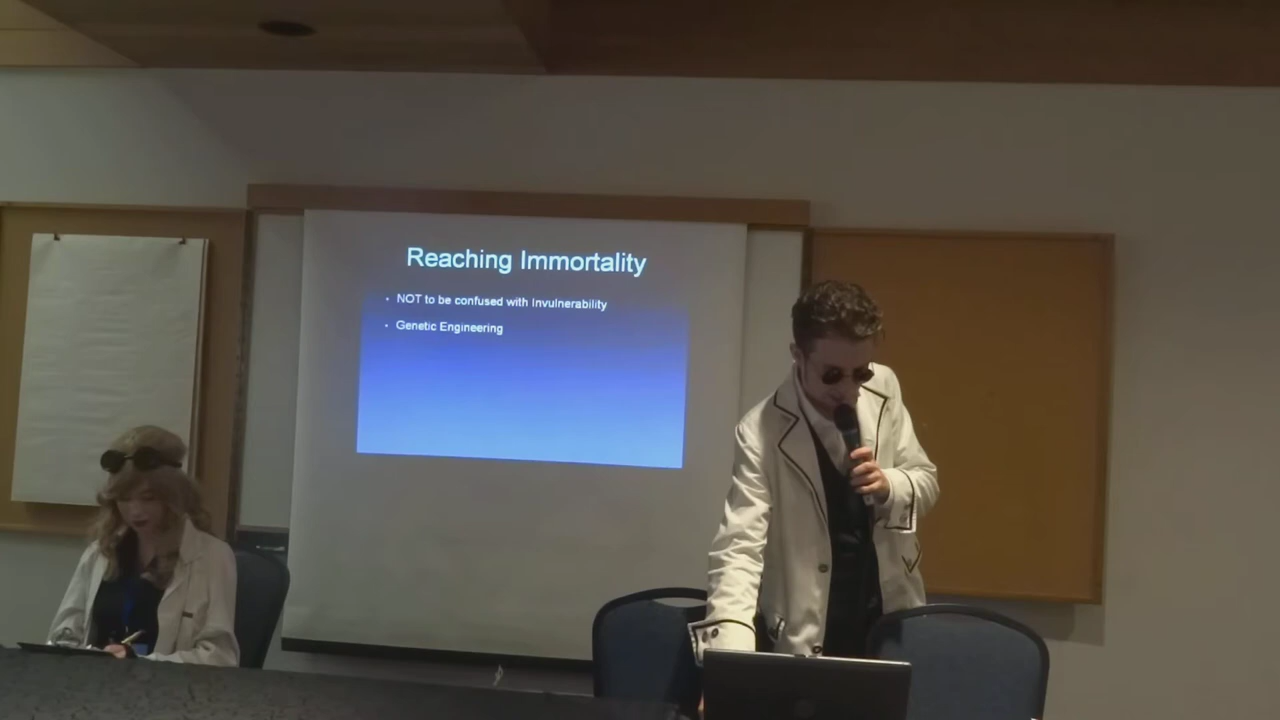 Reaching Immortality
• NOT to be confused with Invulnerability
• Genetic Engineering